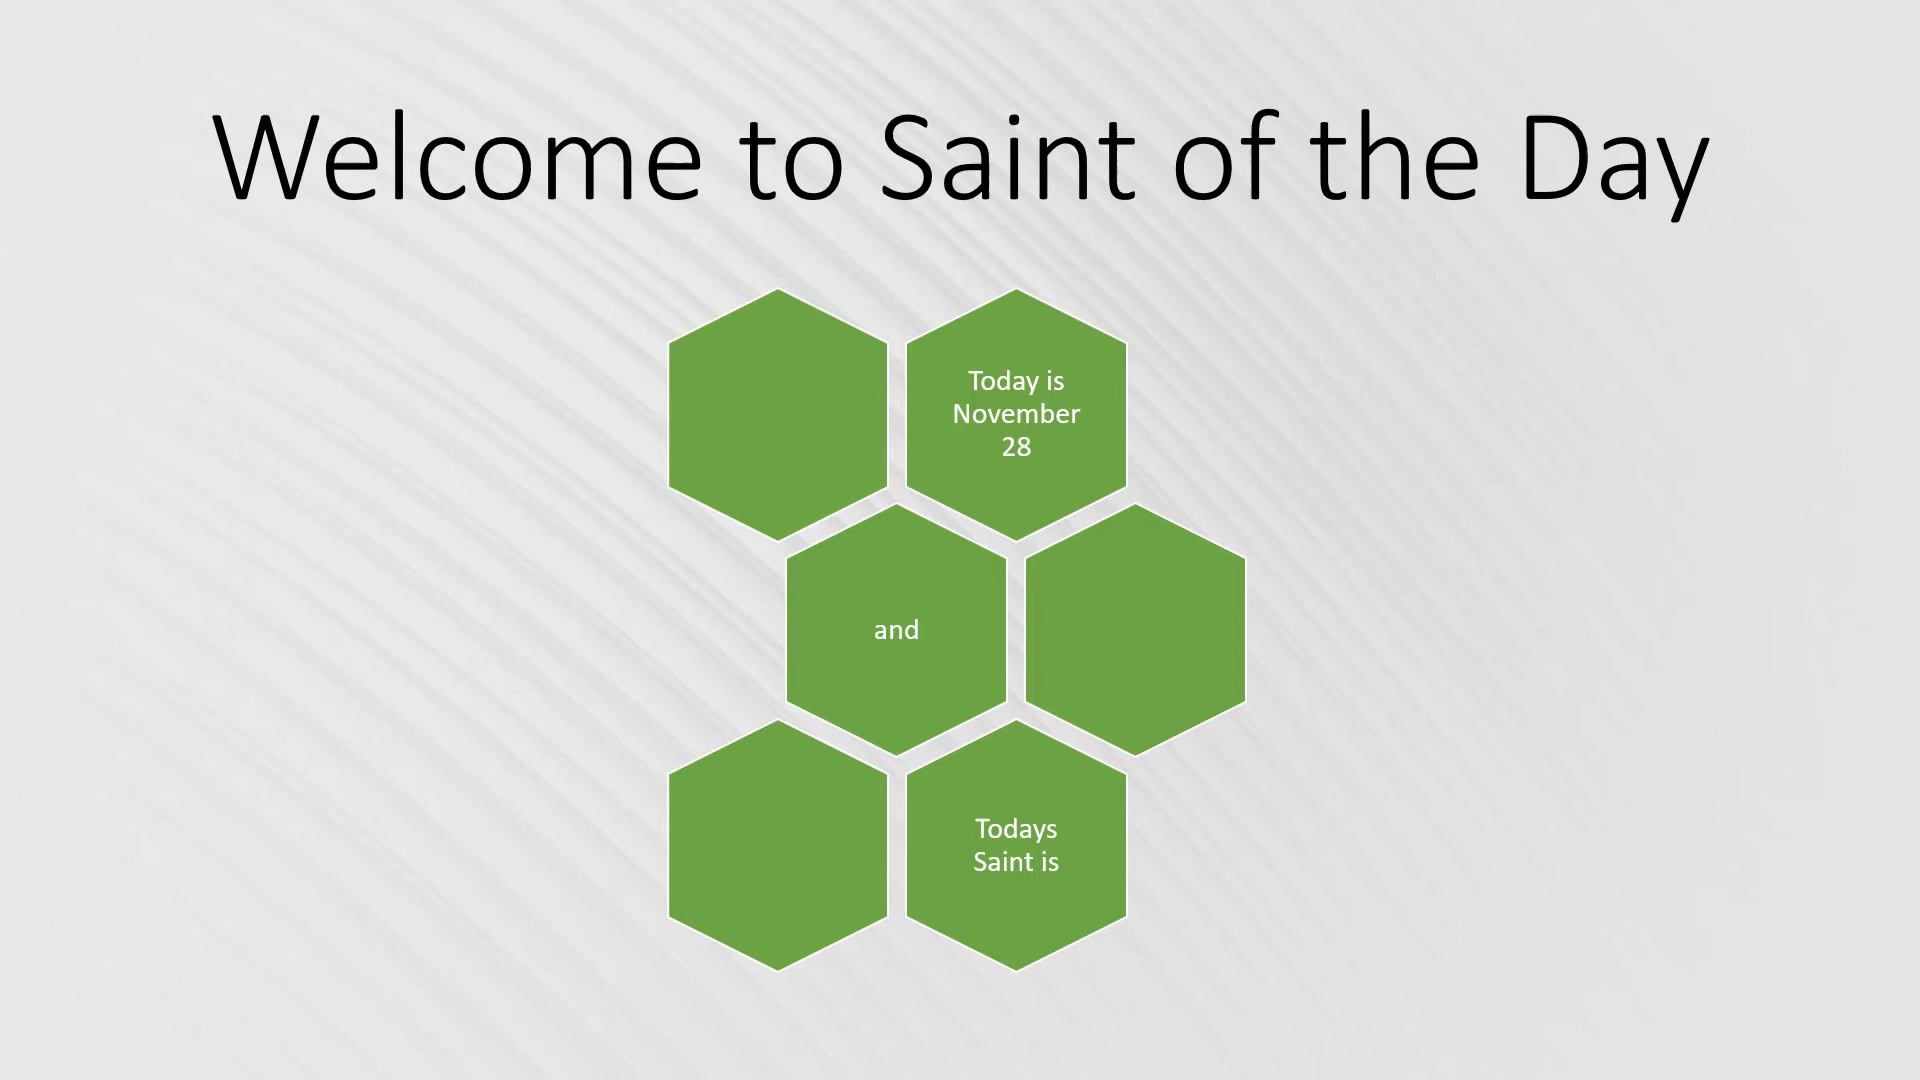 Welcome to Saint of the Day
Today is
November
28
and
Todays
Saint is